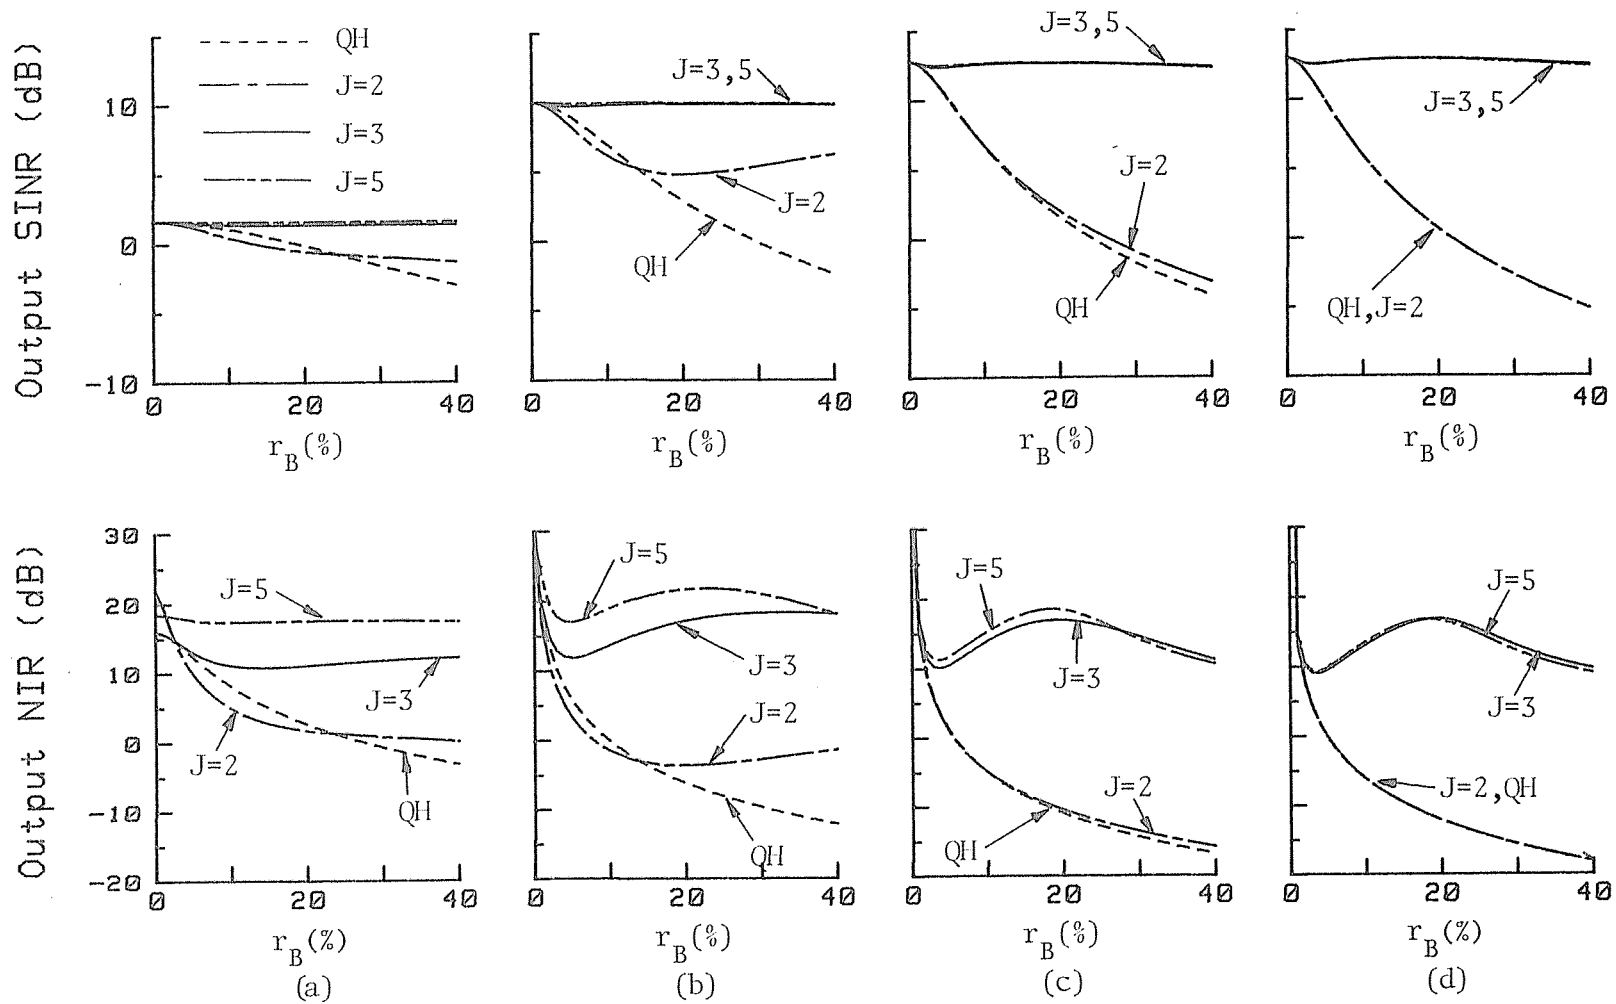 Output SINR (dB)
10
0
-10
QH
J=2
J=3
J=5
0 20 40
r_B(%)
J=3,5
J=2
QH
0 20 40
r_B(%)
J=3,5
J=2
QH
0 20 40
r_B(%)
J=3,5
QH,J=2
0 20 40
r_B(%)
Output NIR (dB)
30
20
10
0
-10
-20
J=5
J=3
J=2
QH
0 20 40
r_B(%)
(a)
J=5
J=3
J=2
QH
0 20 40
r_B(%)
(b)
J=5
J=3
J=2
QH
0 20 40
r_B(%)
(c)
J=5
J=3
J=2,QH
0 20 40
r_B(%)
(d)